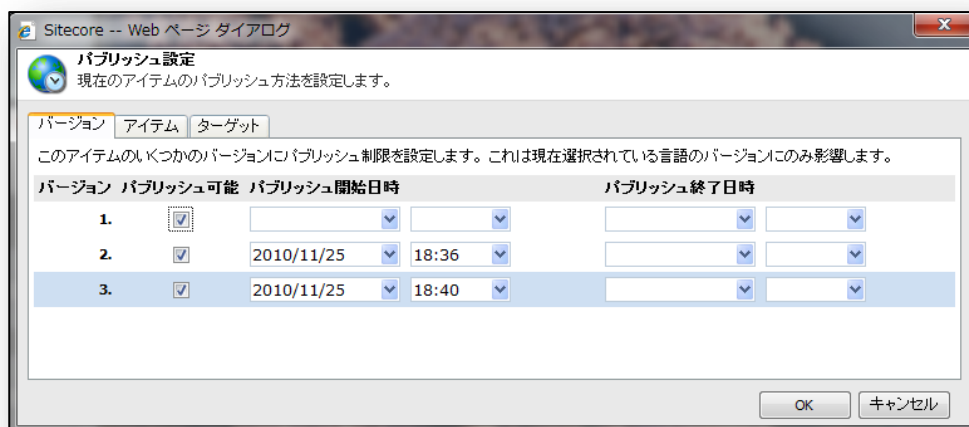 Sitecore -- Web ページ ダイアログ
パブリッシュ設定
現在のアイテムのパブリッシュ方法を設定します。
バージョン アイテム ターゲット
このアイテムのいくつかのバージョンにパブリッシュ制限を設定します。これは現在選択されている言語のバージョンにのみ影響します。
バージョン パブリッシュ可能 パブリッシュ開始日時 パブリッシュ終了日時
1.
2. 2010/11/25 18:36
3. 2010/11/25 18:40
OK キャンセル